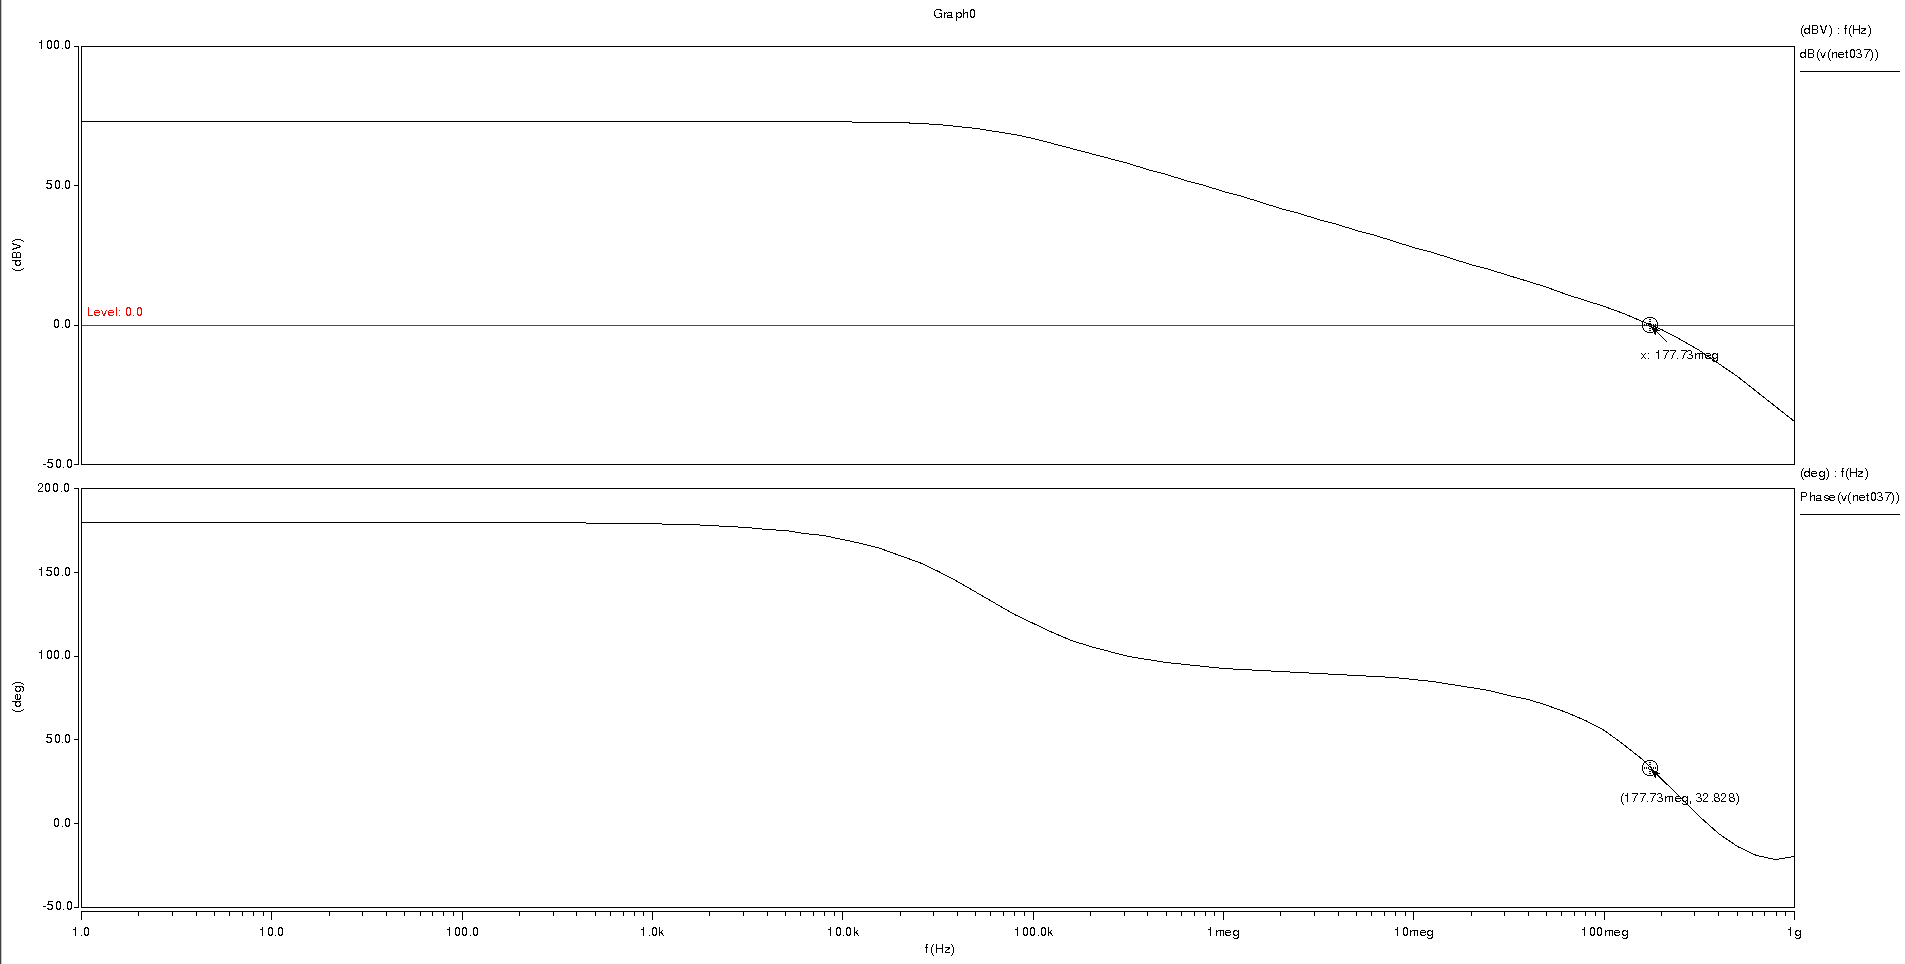 Graph0
(dBV) : f(Hz)
dB(v(net037))
100.0
50.0
0.0
-50.0
(dBV)
Level: 0.0
x: 177.73meg
(deg) : f(Hz)
Phase(v(net037))
200.0
150.0
100.0
50.0
0.0
-50.0
(deg)
(177.73meg, 32.828)
1.0 10.0 100.0 1.0k 10.0k 100.0k 1meg 10meg 100meg 1g
f(Hz)